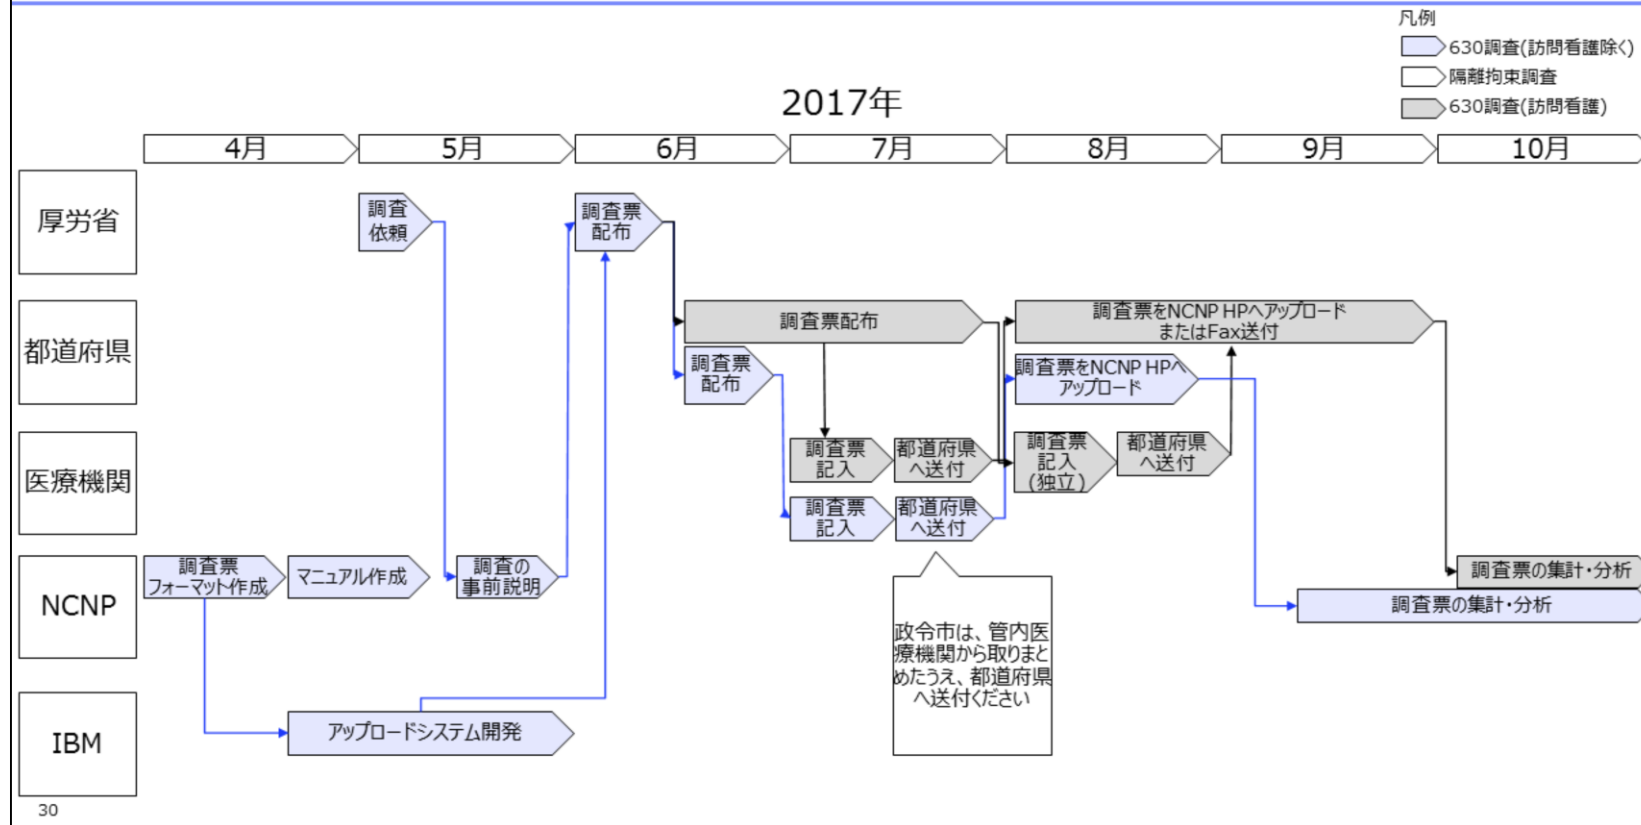 凡例
630調査(訪問看護除く)
隔離拘束調査
630調査(訪問看護)
2017年
4月
5月
6月
7月
8月
9月
10月
厚労省
調査
依頼
調査票
配布
都道府県
調査票配布
調査票をNCNP HPへアップロード
またはFax送付
調査票
配布
調査票をNCNP HPへ
アップロード
医療機関
調査票
記入
都道府県
へ送付
調査票
記入
(独立)
都道府県
へ送付
調査票
記入
都道府県
へ送付
NCNP
調査票
フォーマット作成
マニュアル作成
調査の
事前説明
調査票の集計・分析
調査票の集計・分析
政令市は、管内医
療機関から取りまと
めたうえ、都道府県
へ送付ください
IBM
アップロードシステム開発
30